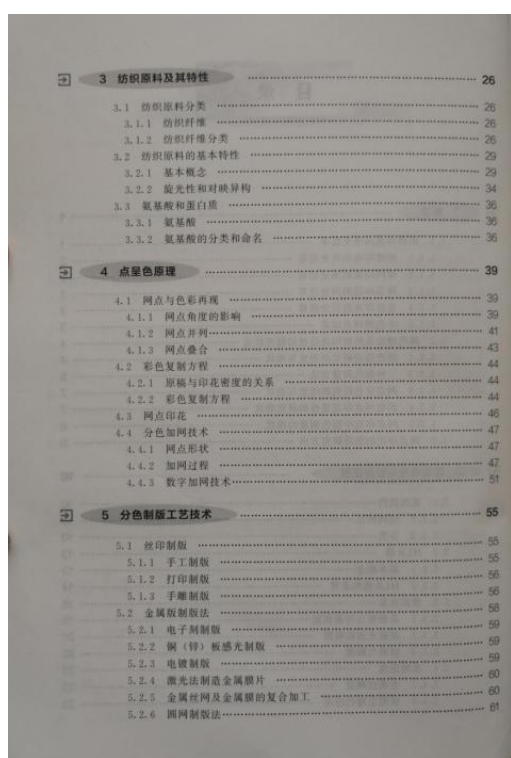 3 纺织原料及其特性 …… 26
3.1 纺织原料分类 …… 26
3.1.1 纺织纤维 …… 26
3.1.2 纺织纤维分类 …… 26
3.2 纺织原料的基本特性 …… 29
3.2.1 基本概念 …… 29
3.2.2 旋光性和对映异构 …… 34
3.3 氨基酸和蛋白质 …… 36
3.3.1 氨基酸 …… 36
3.3.2 氨基酸的分类和命名 …… 36
4 点呈色原理 …… 39
4.1 网点与色彩再现 …… 39
4.1.1 网点角度的影响 …… 39
4.1.2 网点并列 …… 41
4.1.3 网点叠合 …… 43
4.2 彩色复制方程 …… 44
4.2.1 原稿与印花密度的关系 …… 44
4.2.2 彩色复制方程 …… 44
4.3 网点印花 …… 46
4.4 分色加网技术 …… 47
4.4.1 网点形状 …… 47
4.4.2 加网过程 …… 47
4.4.3 数字加网技术 …… 51
5 分色制版工艺技术 …… 55
5.1 丝印制版 …… 55
5.1.1 手工制版 …… 55
5.1.2 打印制版 …… 56
5.1.3 手雕制版 …… 56
5.2 金属版制版法 …… 58
5.2.1 电子刻制版 …… 59
5.2.2 铜（锌）板感光制版 …… 59
5.2.3 电镀制版 …… 59
5.2.4 激光法制造金属膜片 …… 60
5.2.5 金属丝网及金属膜的复合加工 …… 60
5.2.6 圆网制版法 …… 61